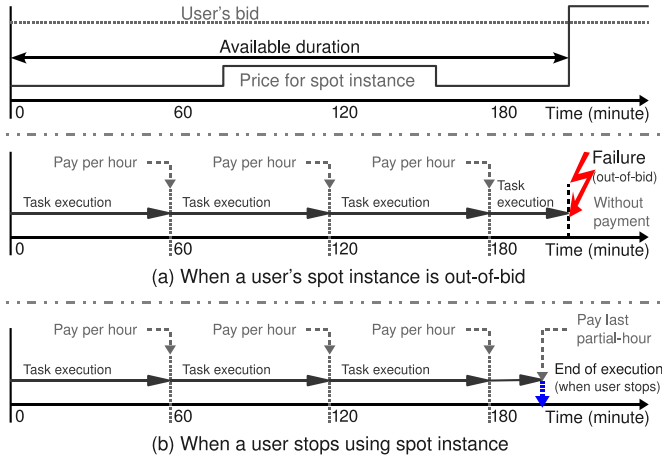 User's bid
Available duration
Price for spot instance
0 60 120 180 Time (minute)
Pay per hour Pay per hour Pay per hour Failure
(out-of-bid)
Task execution Task execution Task execution Task
execution Without
payment
0 60 120 180 Time (minute)
(a) When a user's spot instance is out-of-bid
Pay per hour Pay per hour Pay per hour Pay last
partial-hour
Task execution Task execution Task execution End of execution
(when user stops)
0 60 120 180 Time (minute)
(b) When a user stops using spot instance